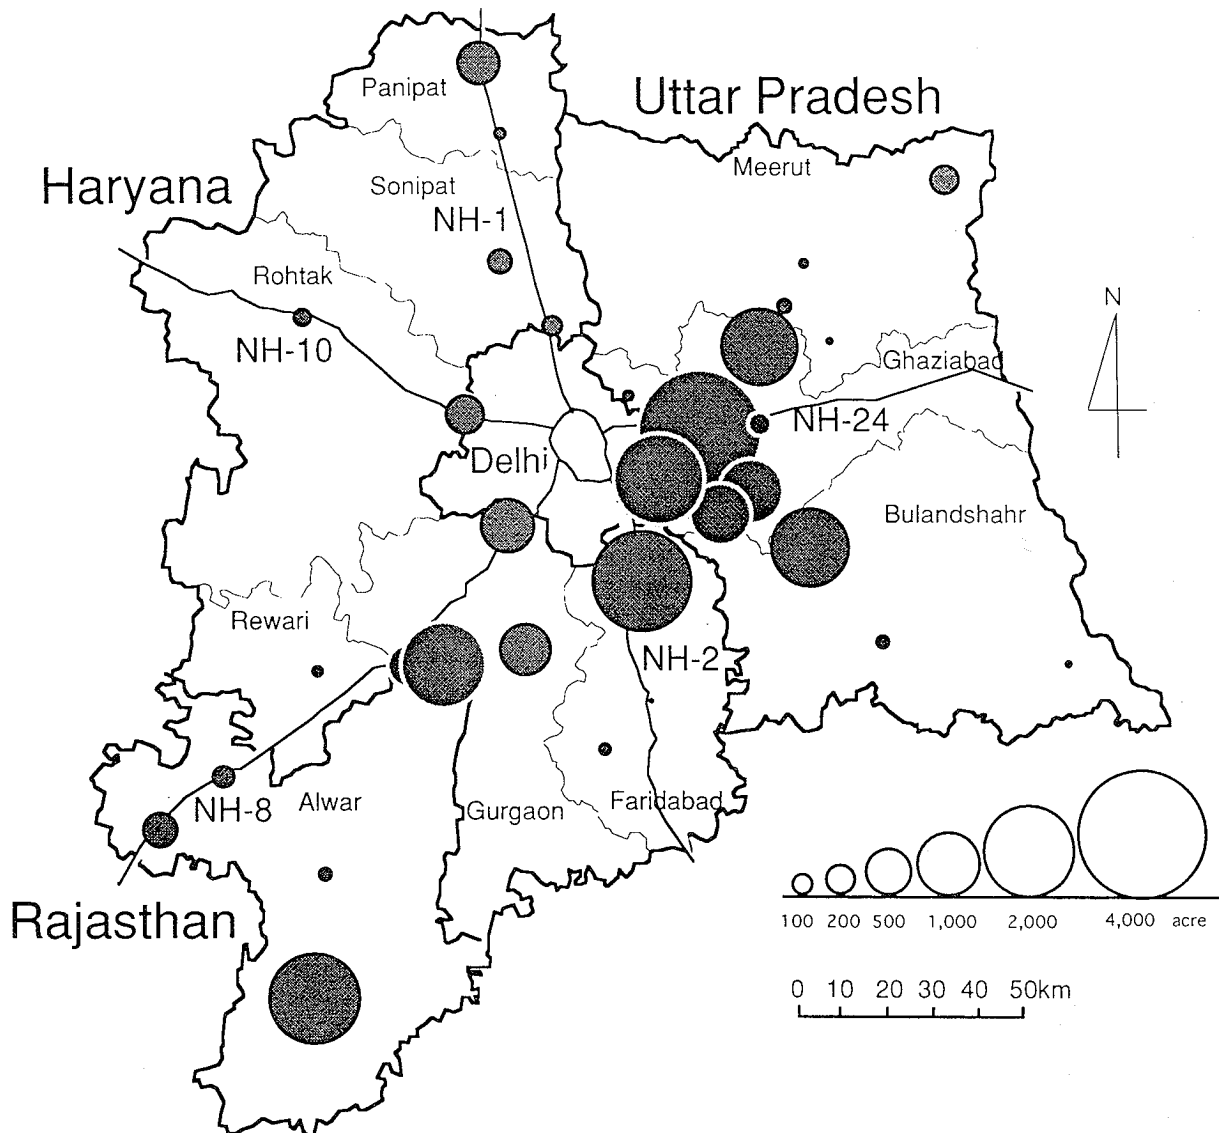 Panipat
Uttar Pradesh
Meerut
Haryana
Sonipat
NH-1
Rohtak
N
NH-10
Ghaziabad
NH-24
Delhi
Bulandshahr
Rewari
NH-2
NH-8
Alwar
Gurgaon
Faridabad
Rajasthan
100 200 500 1,000 2,000 4,000 acre
0 10 20 30 40 50km